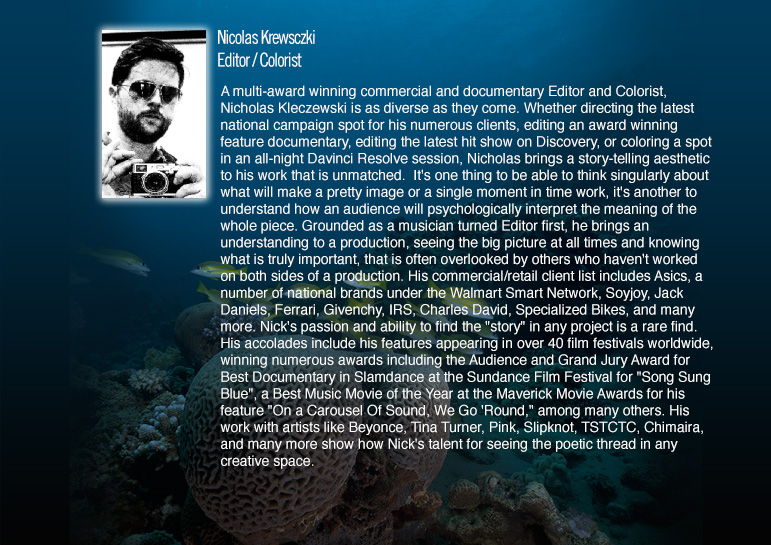 Nicolas Krewsczki
Editor / Colorist
A multi-award winning commercial and documentary Editor and Colorist,
Nicholas Kleczewski is as diverse as they come. Whether directing the latest
national campaign spot for his numerous clients, editing an award winning
feature documentary, editing the latest hit show on Discovery, or coloring a spot
in an all-night Davinci Resolve session, Nicholas brings a story-telling aesthetic
to his work that is unmatched.  It's one thing to be able to think singularly about
what will make a pretty image or a single moment in time work, it's another to
understand how an audience will psychologically interpret the meaning of the
whole piece. Grounded as a musician turned Editor first, he brings an
understanding to a production, seeing the big picture at all times and knowing
what is truly important, that is often overlooked by others who haven't worked
on both sides of a production. His commercial/retail client list includes Asics, a
number of national brands under the Walmart Smart Network, Soyjoy, Jack
Daniels, Ferrari, Givenchy, IRS, Charles David, Specialized Bikes, and many
more. Nick's passion and ability to find the "story" in any project is a rare find.
His accolades include his features appearing in over 40 film festivals worldwide,
winning numerous awards including the Audience and Grand Jury Award for
Best Documentary in Slamdance at the Sundance Film Festival for "Song Sung
Blue", a Best Music Movie of the Year at the Maverick Movie Awards for his
feature "On a Carousel Of Sound, We Go 'Round," among many others. His
work with artists like Beyonce, Tina Turner, Pink, Slipknot, TSTCTC, Chimaira,
and many more show how Nick's talent for seeing the poetic thread in any
creative space.